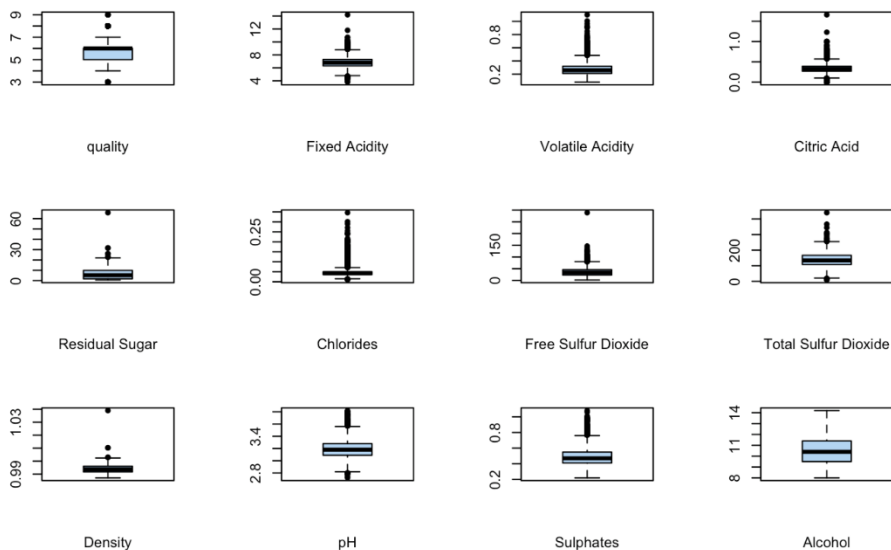 3 5 7 9
4 8 12
0.2 0.8
0.0 1.0
quality Fixed Acidity Volatile Acidity Citric Acid
0 30 60
0.00 0.25
0 150
0 200
Residual Sugar Chlorides Free Sulfur Dioxide Total Sulfur Dioxide
0.99 1.03
2.8 3.4
0.2 0.8
8 11 14
Density pH Sulphates Alcohol